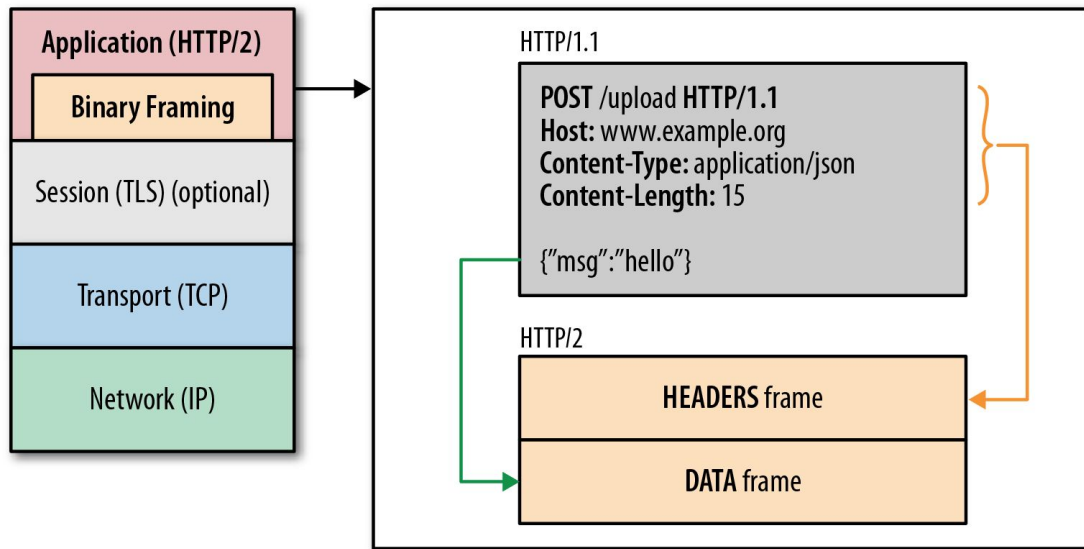 Application (HTTP/2)
Binary Framing
Session (TLS) (optional)
Transport (TCP)
Network (IP)
HTTP/1.1
POST /upload HTTP/1.1
Host: www.example.org
Content-Type: application/json
Content-Length: 15
{”msg”:”hello”}
HTTP/2
HEADERS frame
DATA frame